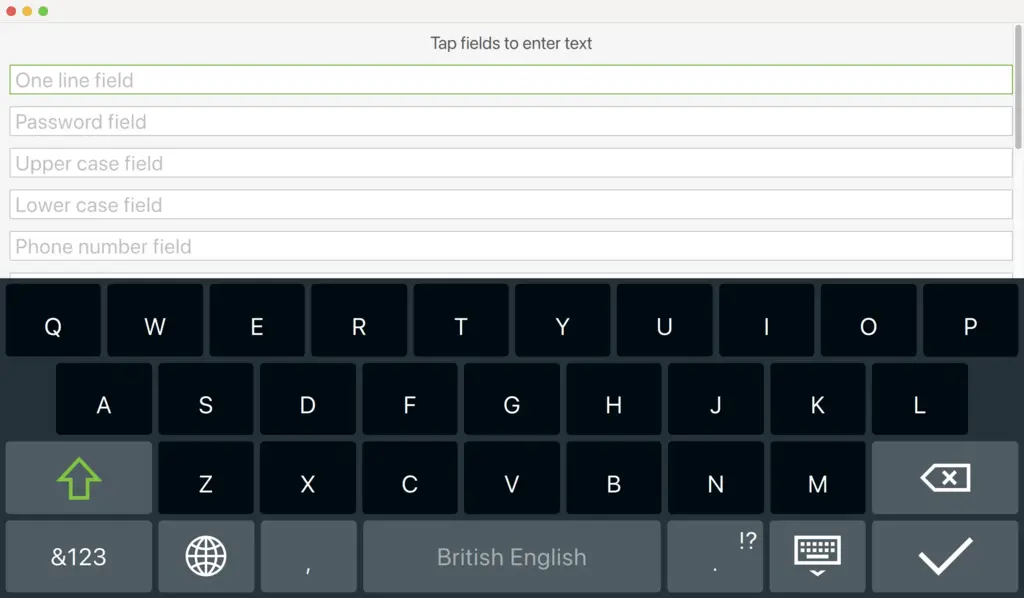 Tap fields to enter text
One line field
Password field
Upper case field
Lower case field
Phone number field
Q W E R T Y U I O P
A S D F G H J K L
Z X C V B N M
&123 , British English . !?